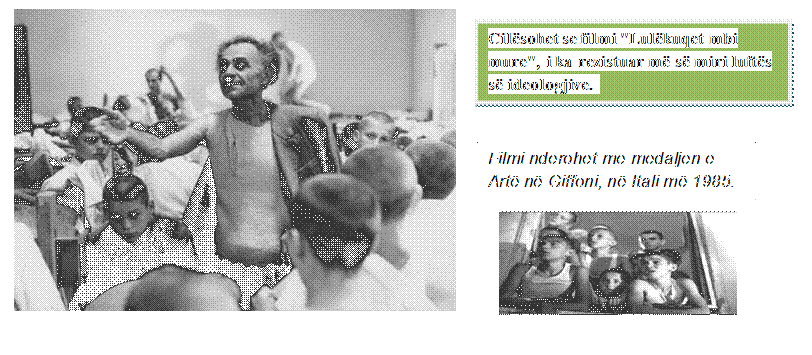 Cilësohet se filmi "Lulëkuqet mbi
mure", i ka rezistuar më së miri luftës
së ideologjive.
Filmi nderohet me medaljen e
Artë në Giffoni, në Itali më 1985.